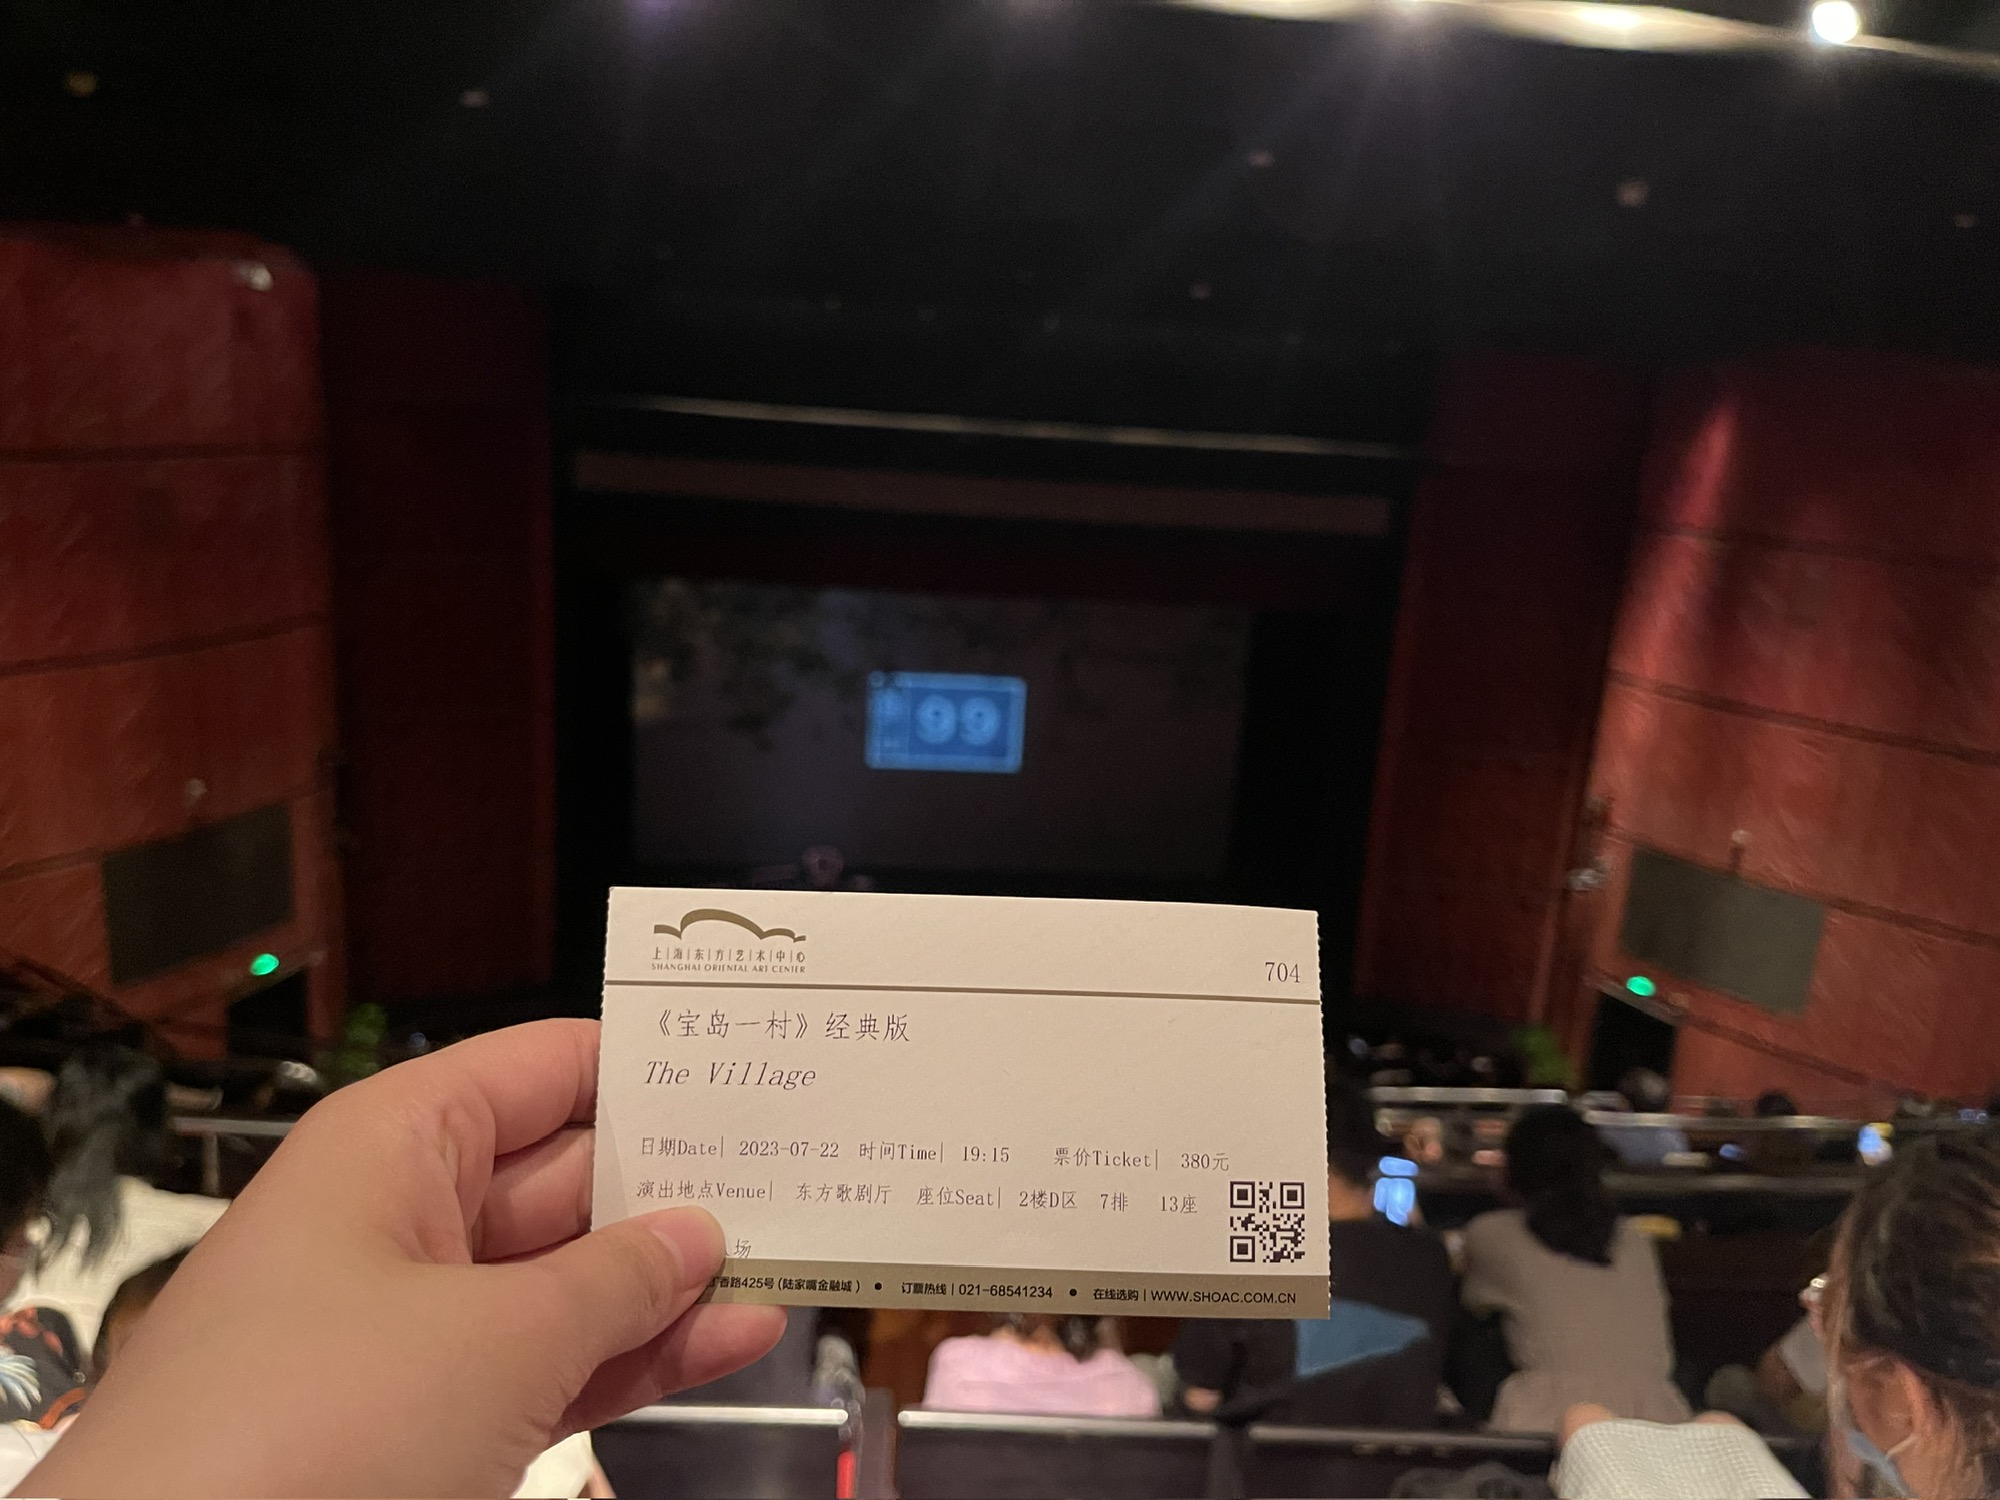 99
上|海|东|方|艺|术|中|心
SHANGHAI ORIENTAL ART CENTER
704
《宝岛一村》经典版
The Village
日期Date| 2023-07-22 时间Time| 19:15 票价Ticket| 380元
演出地点Venue| 东方歌剧厅 座位Seat| 2楼D区 7排 13座
场
香路425号 (陆家嘴金融城) ● 订票热线 | 021-68541234 ● 在线选购 | WWW.SHOAC.COM.CN